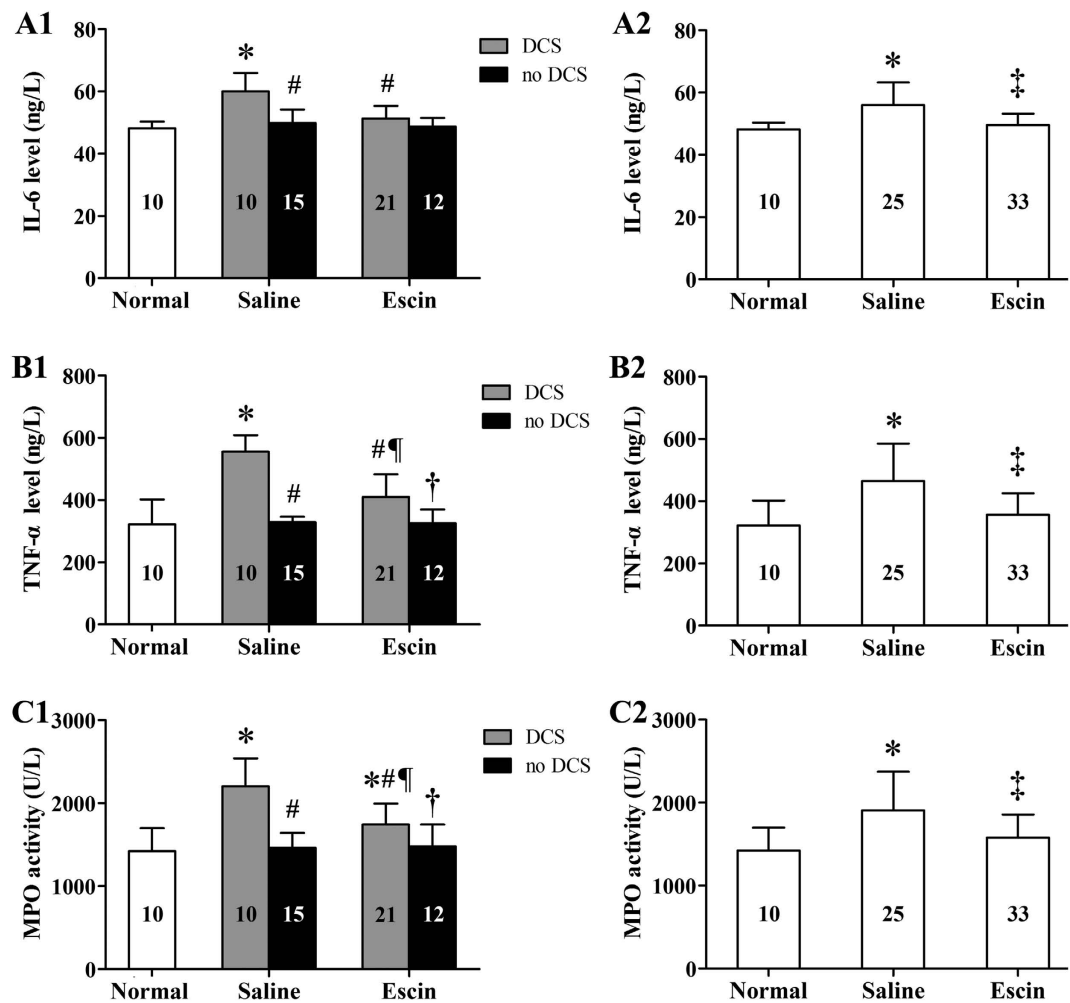 A1
IL-6 level (ng/L)
80
60
40
20
0
*
#
#
10
10
15
21
12
Normal Saline Escin
DCS
no DCS
A2
IL-6 level (ng/L)
80
60
40
20
0
*
‡
10
25
33
Normal Saline Escin
B1
TNF-α level (ng/L)
800
600
400
200
0
*
#
#¶
†
10
10
15
21
12
Normal Saline Escin
DCS
no DCS
B2
TNF-α level (ng/L)
800
600
400
200
0
*
‡
10
25
33
Normal Saline Escin
C1
MPO activity (U/L)
3000
2000
1000
0
*
#
*#¶
†
10
10
15
21
12
Normal Saline Escin
DCS
no DCS
C2
MPO activity (U/L)
3000
2000
1000
0
*
‡
10
25
33
Normal Saline Escin